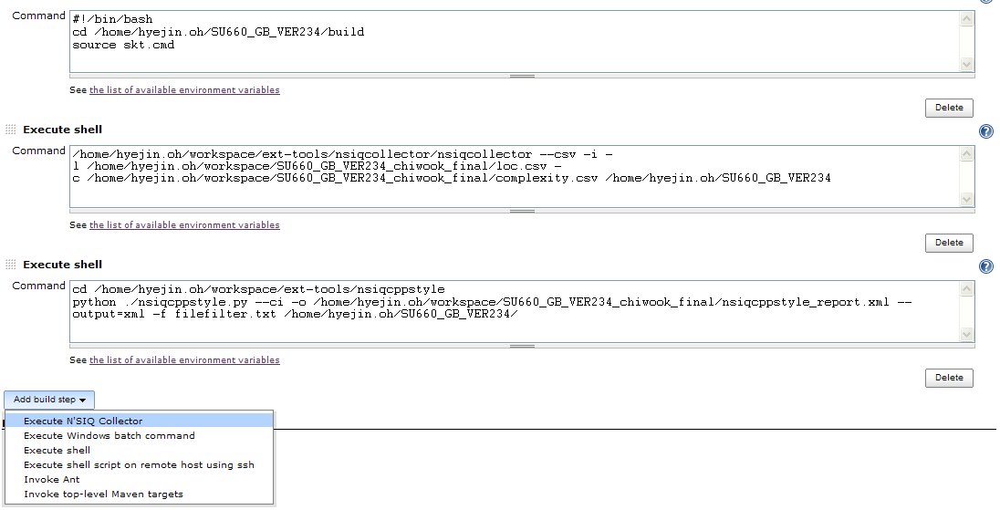 Command
#!/bin/bash
cd /home/hyejin.oh/SU660_GB_VER234/build
source skt.cmd
See the list of available environment variables
Delete
Execute shell
Command
/home/hyejin.oh/workspace/ext-tools/nsiqcollector/nsiqcollector --csv -i -
l /home/hyejin.oh/workspace/SU660_GB_VER234_chiwook_final/loc.csv -
c /home/hyejin.oh/workspace/SU660_GB_VER234_chiwook_final/complexity.csv /home/hyejin.oh/SU660_GB_VER234
See the list of available environment variables
Delete
Execute shell
Command
cd /home/hyejin.oh/workspace/ext-tools/nsiqcppstyle
python ./nsiqcppstyle.py --ci -o /home/hyejin.oh/workspace/SU660_GB_VER234_chiwook_final/nsiqcppstyle_report.xml --
output=xml -f filefilter.txt /home/hyejin.oh/SU660_GB_VER234/
See the list of available environment variables
Delete
Add build step
Execute N'SIQ Collector
Execute Windows batch command
Execute shell
Execute shell script on remote host using ssh
Invoke Ant
Invoke top-level Maven targets